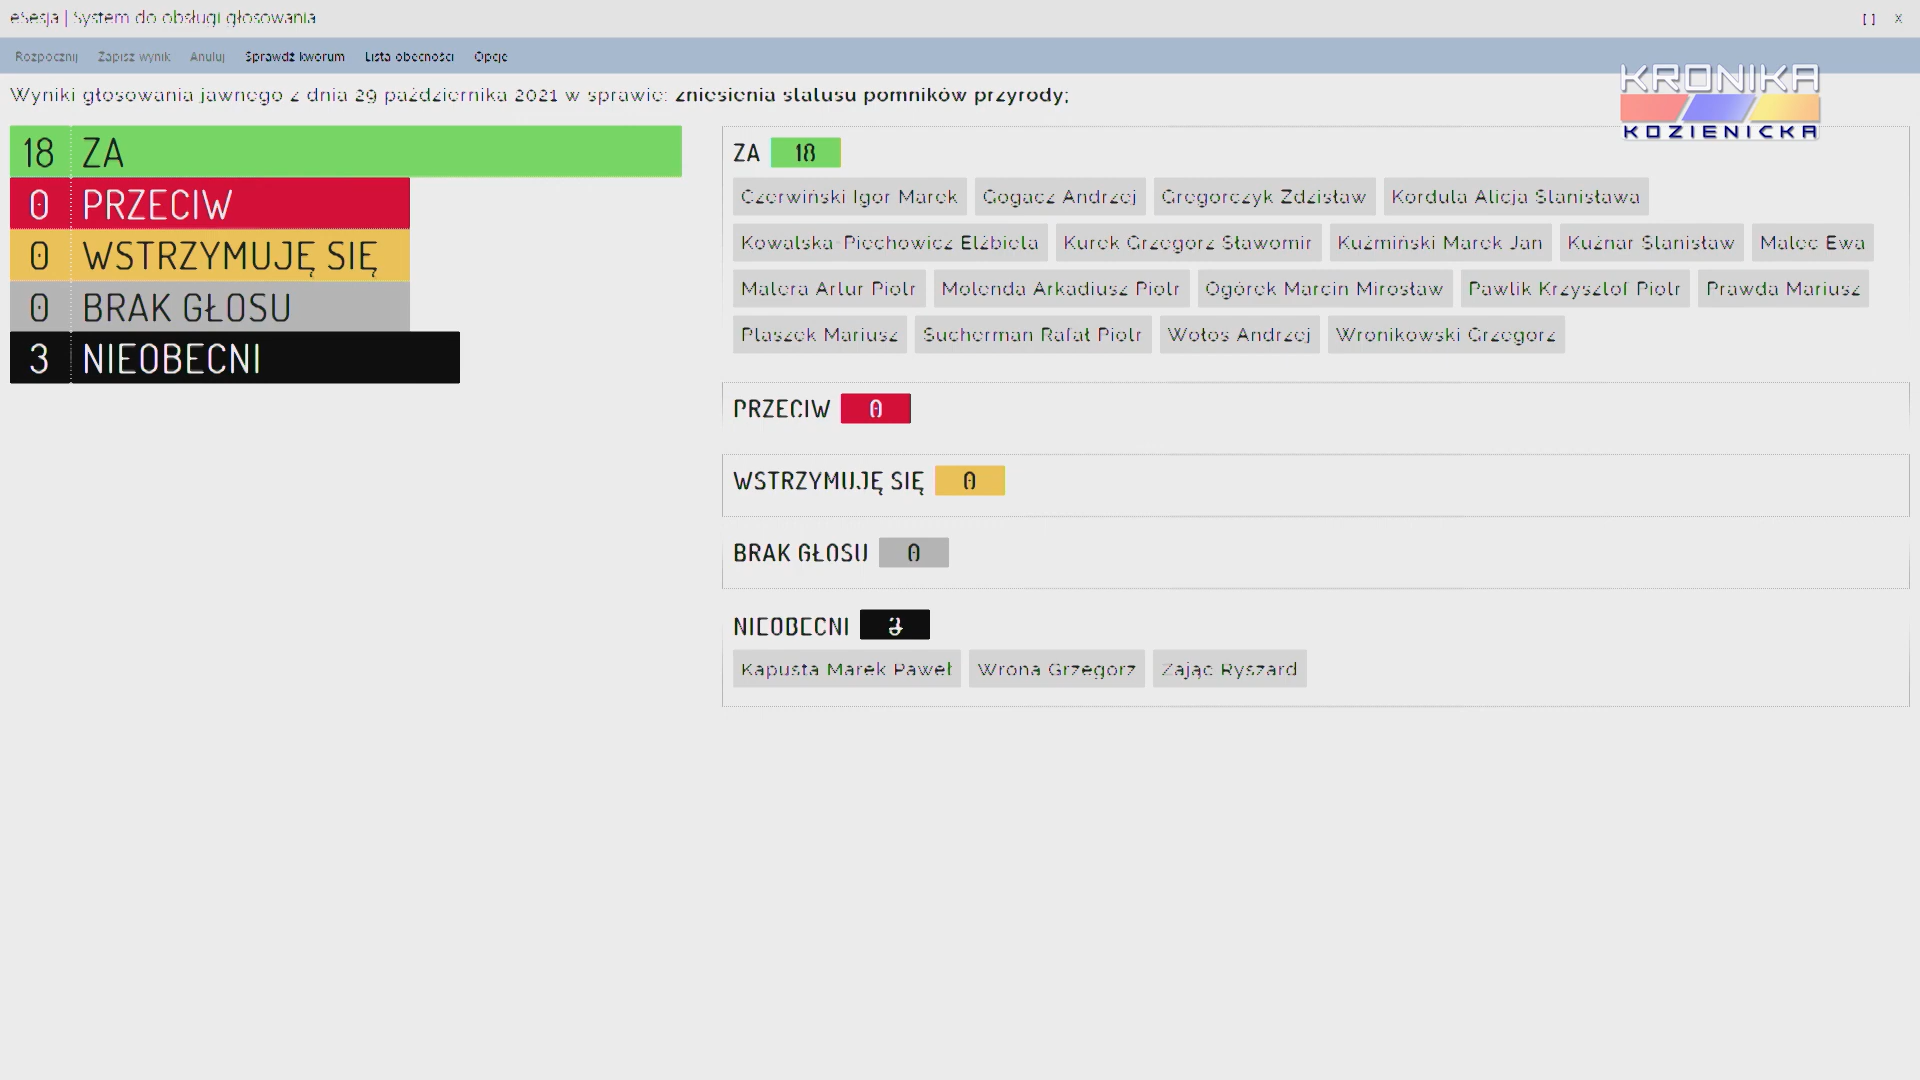 eSesja | System do obsługi głosowania
[ ] X
Rozpocznij Zapisz wynik Anuluj Sprawdź kworum Lista obecności Opcje
KRONIKA
KOZIENICKA
Wyniki głosowania jawnego z dnia 29 października 2021 w sprawie: zniesienia statusu pomników przyrody;
18 ZA
0 PRZECIW
0 WSTRZYMUJĘ SIĘ
0 BRAK GŁOSU
3 NIEOBECNI
ZA 18
Czerwiński Igor Marek Gogacz Andrzej Gregorczyk Zdzisław Kordula Alicja Stanisława
Kowalska-Piechowicz Elżbieta Kurek Grzegorz Sławomir Kuźmiński Marek Jan Kuźnar Stanisław Malec Ewa
Matera Artur Piotr Molenda Arkadiusz Piotr Ogórek Marcin Mirosław Pawlik Krzysztof Piotr Prawda Mariusz
Ptaszek Mariusz Sucherman Rafał Piotr Wołos Andrzej Wronikowski Grzegorz
PRZECIW 0
WSTRZYMUJĘ SIĘ 0
BRAK GŁOSU 0
NIEOBECNI 3
Kapusta Marek Paweł Wrona Grzegorz Zając Ryszard